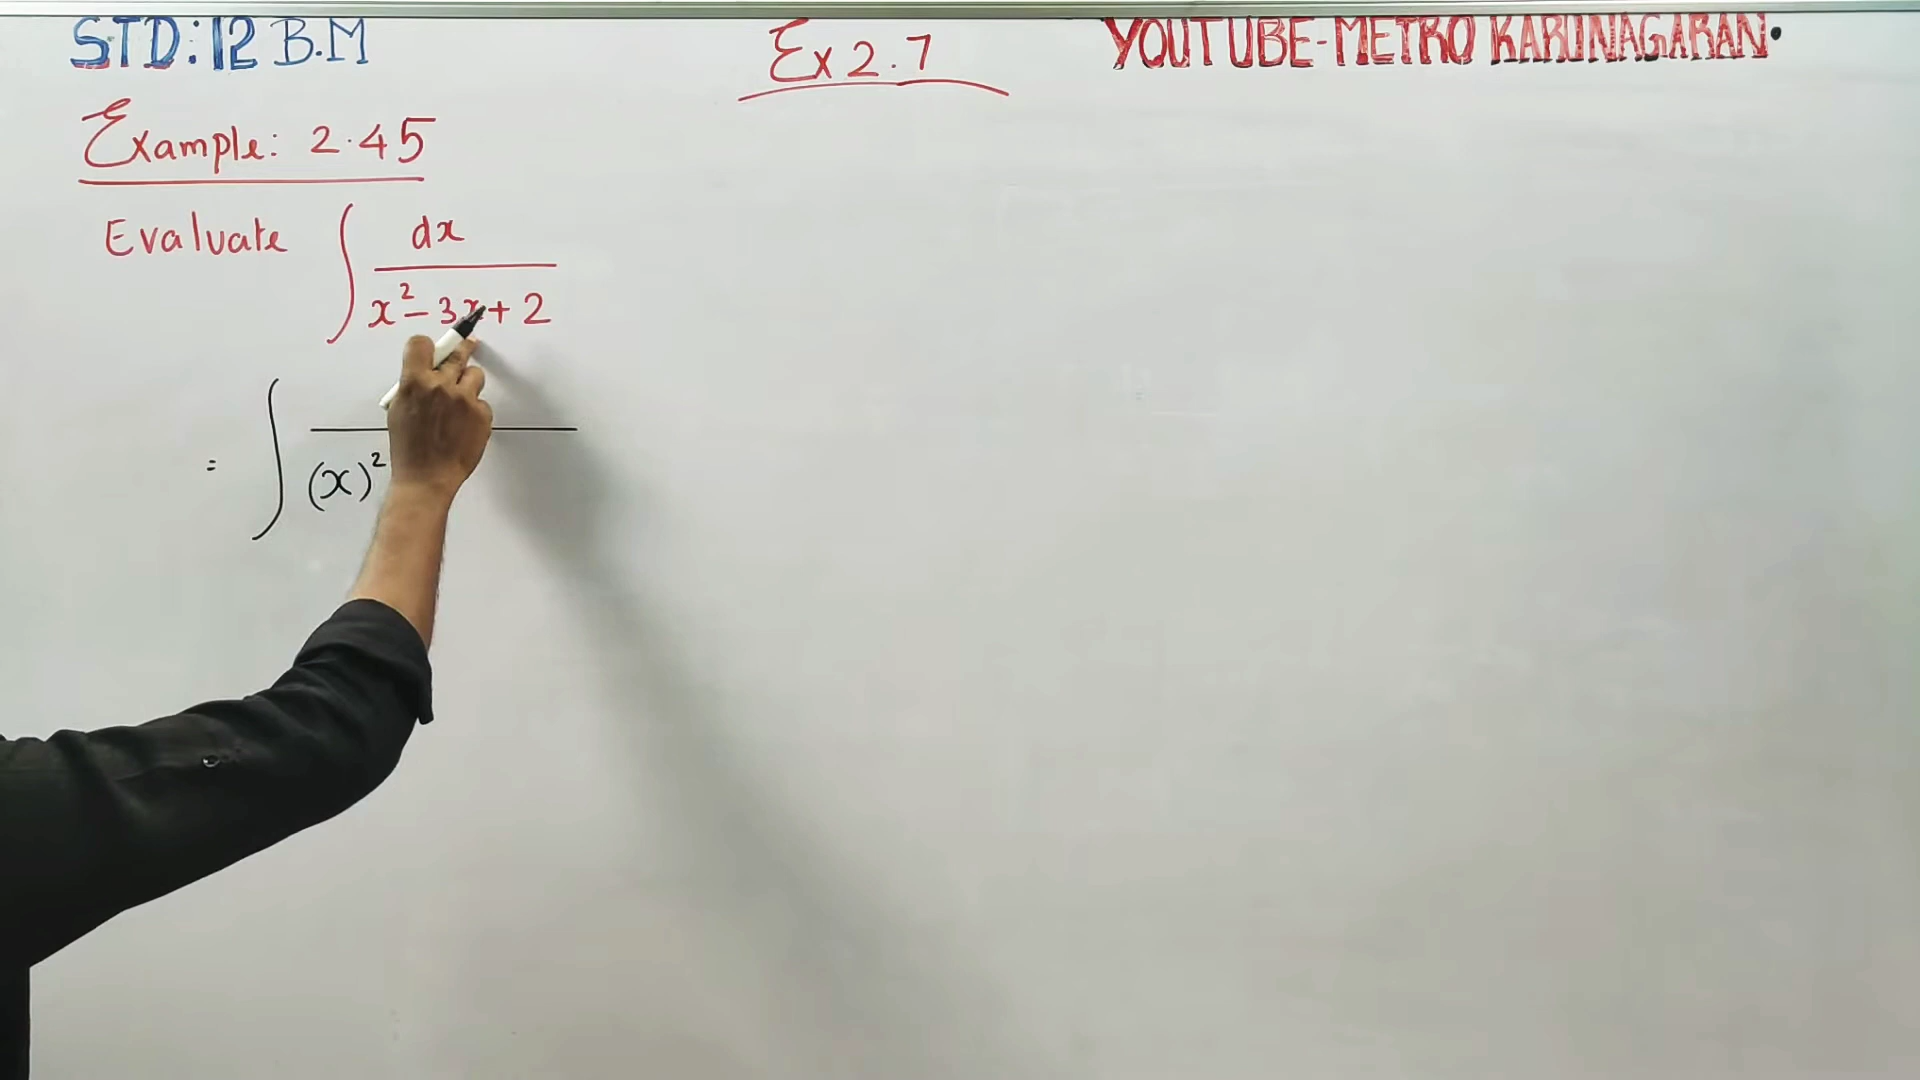 STD:12 B.M
Ex 2.7
YOUTUBE-METRO KARUNAGARAN.
Example: 2.45
Evaluate ∫ dx / x² - 3x + 2
= ∫ / (x)²